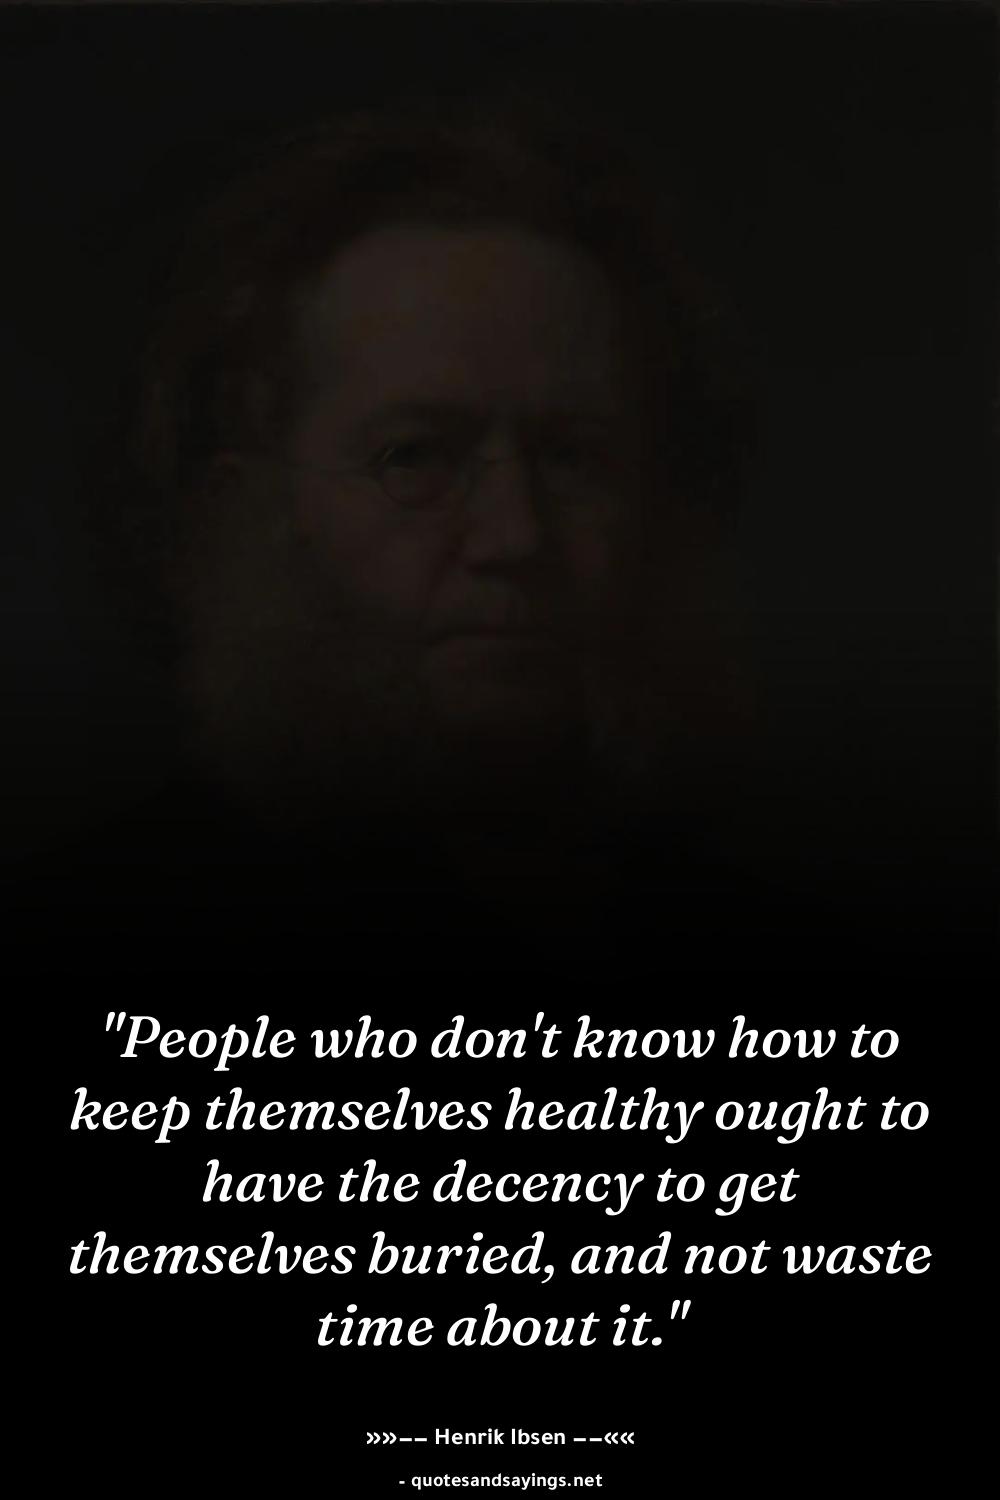 "People who don't know how to
keep themselves healthy ought to
have the decency to get
themselves buried, and not waste
time about it."
»»−− Henrik Ibsen −−««
- quotesandsayings.net